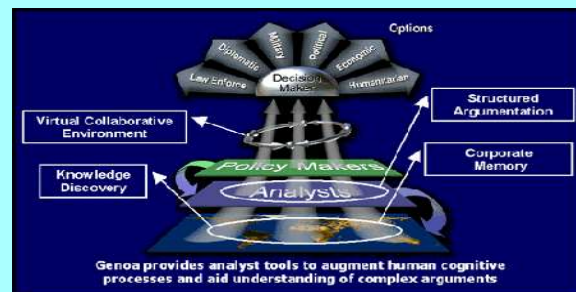 Options
Law Enforce
Diplomatic
Military
Political
Economic
Humanitarian
Decision
Maker
Structured
Argumentation
Virtual Collaborative
Environment
Corporate
Memory
Policy Makers
Knowledge
Discovery
Analysts
Genoa provides analyst tools to augment human cognitive
processes and aid understanding of complex arguments